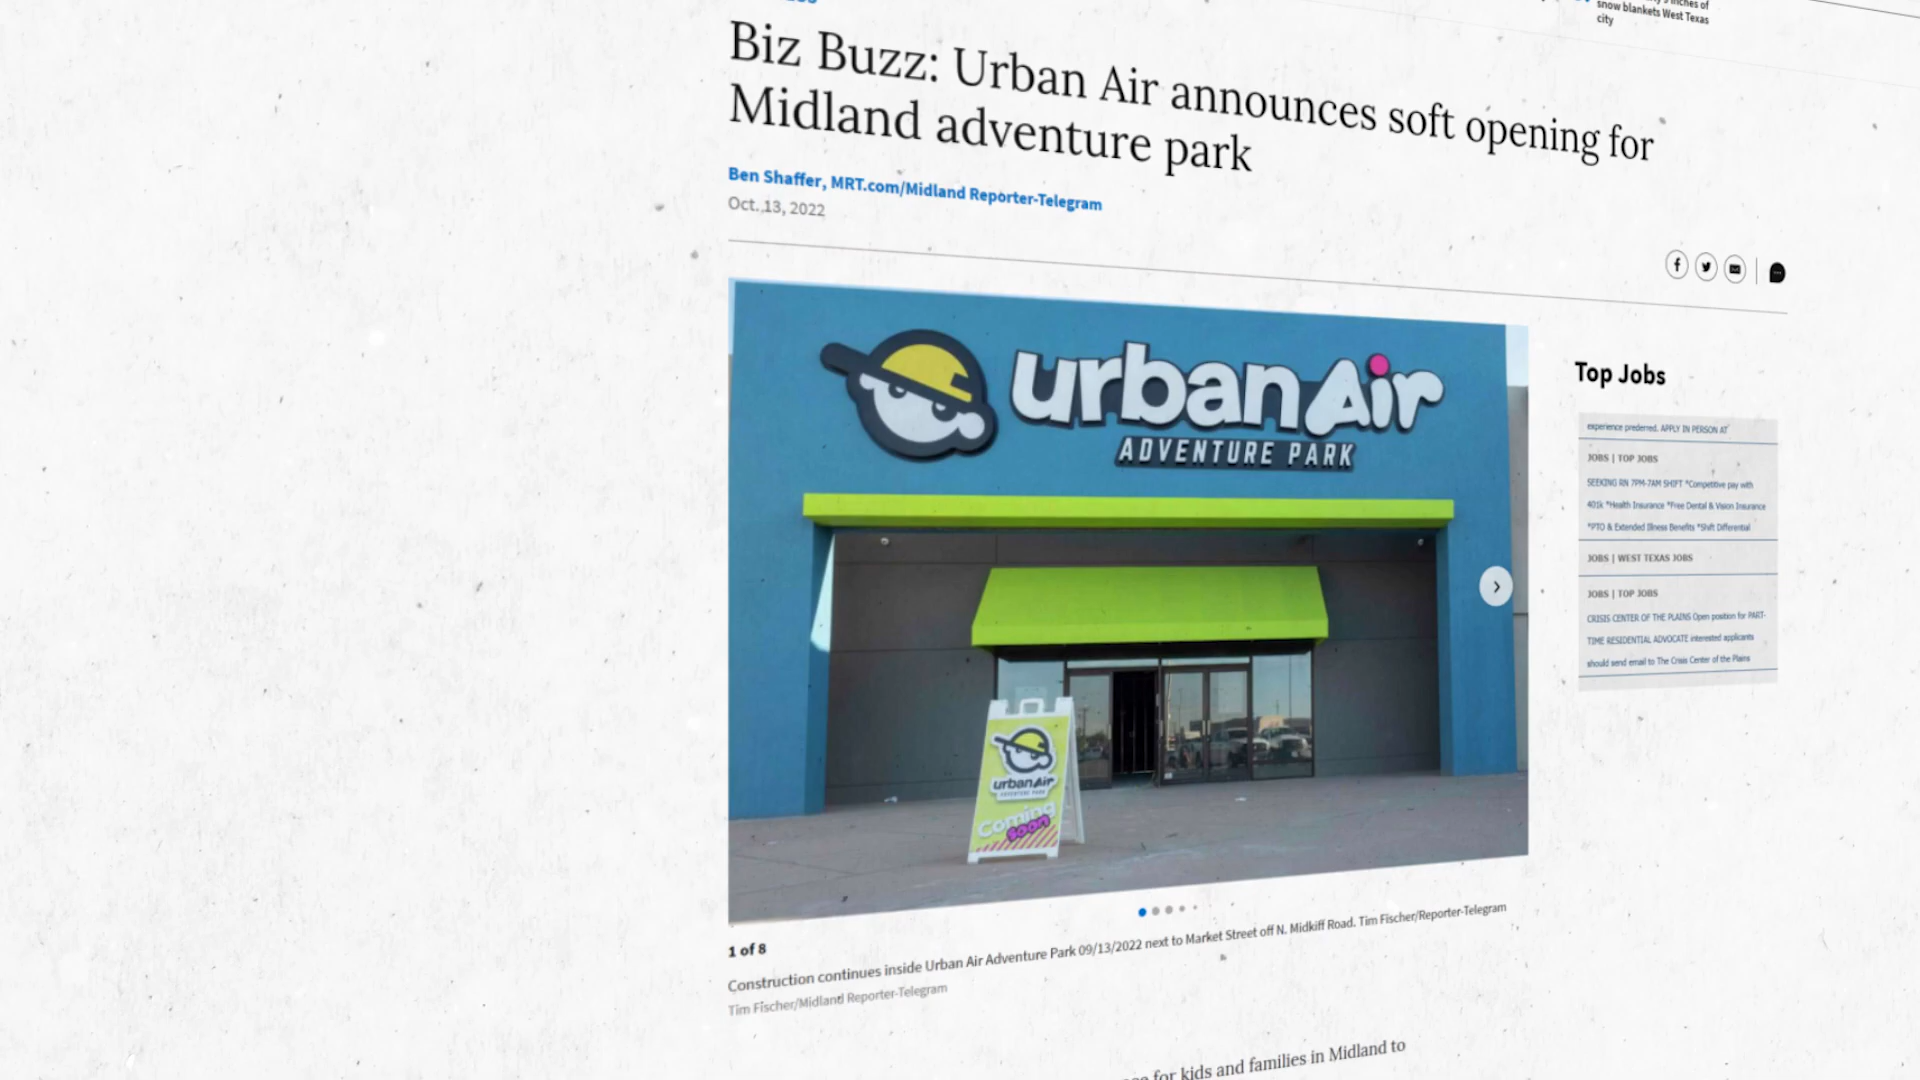 inches of
snow blankets West Texas
city
Biz Buzz: Urban Air announces soft opening for
Midland adventure park
Ben Shaffer, MRT.com/Midland Reporter-Telegram
Oct. 13, 2022
urban Air
ADVENTURE PARK
urban Air
ADVENTURE PARK
Coming
Soon
Top Jobs
experience prederred. APPLY IN PERSON AT
JOBS | TOP JOBS
SEEKING RN 7PM-7AM SHIFT *Competitive pay with
401k *Health Insurance *Free Dental & Vision Insurance
*PTO & Extended Illness Benefits *Shift Differential
JOBS | WEST TEXAS JOBS
JOBS | TOP JOBS
CRISIS CENTER OF THE PLAINS Open position for PART-
TIME RESIDENTIAL ADVOCATE interested applicants
should send email to The Crisis Center of the Plains
1 of 8
Construction continues inside Urban Air Adventure Park 09/13/2022 next to Market Street off N. Midkiff Road. Tim Fischer/Reporter-Telegram
Tim Fischer/Midland Reporter-Telegram
for kids and families in Midland to